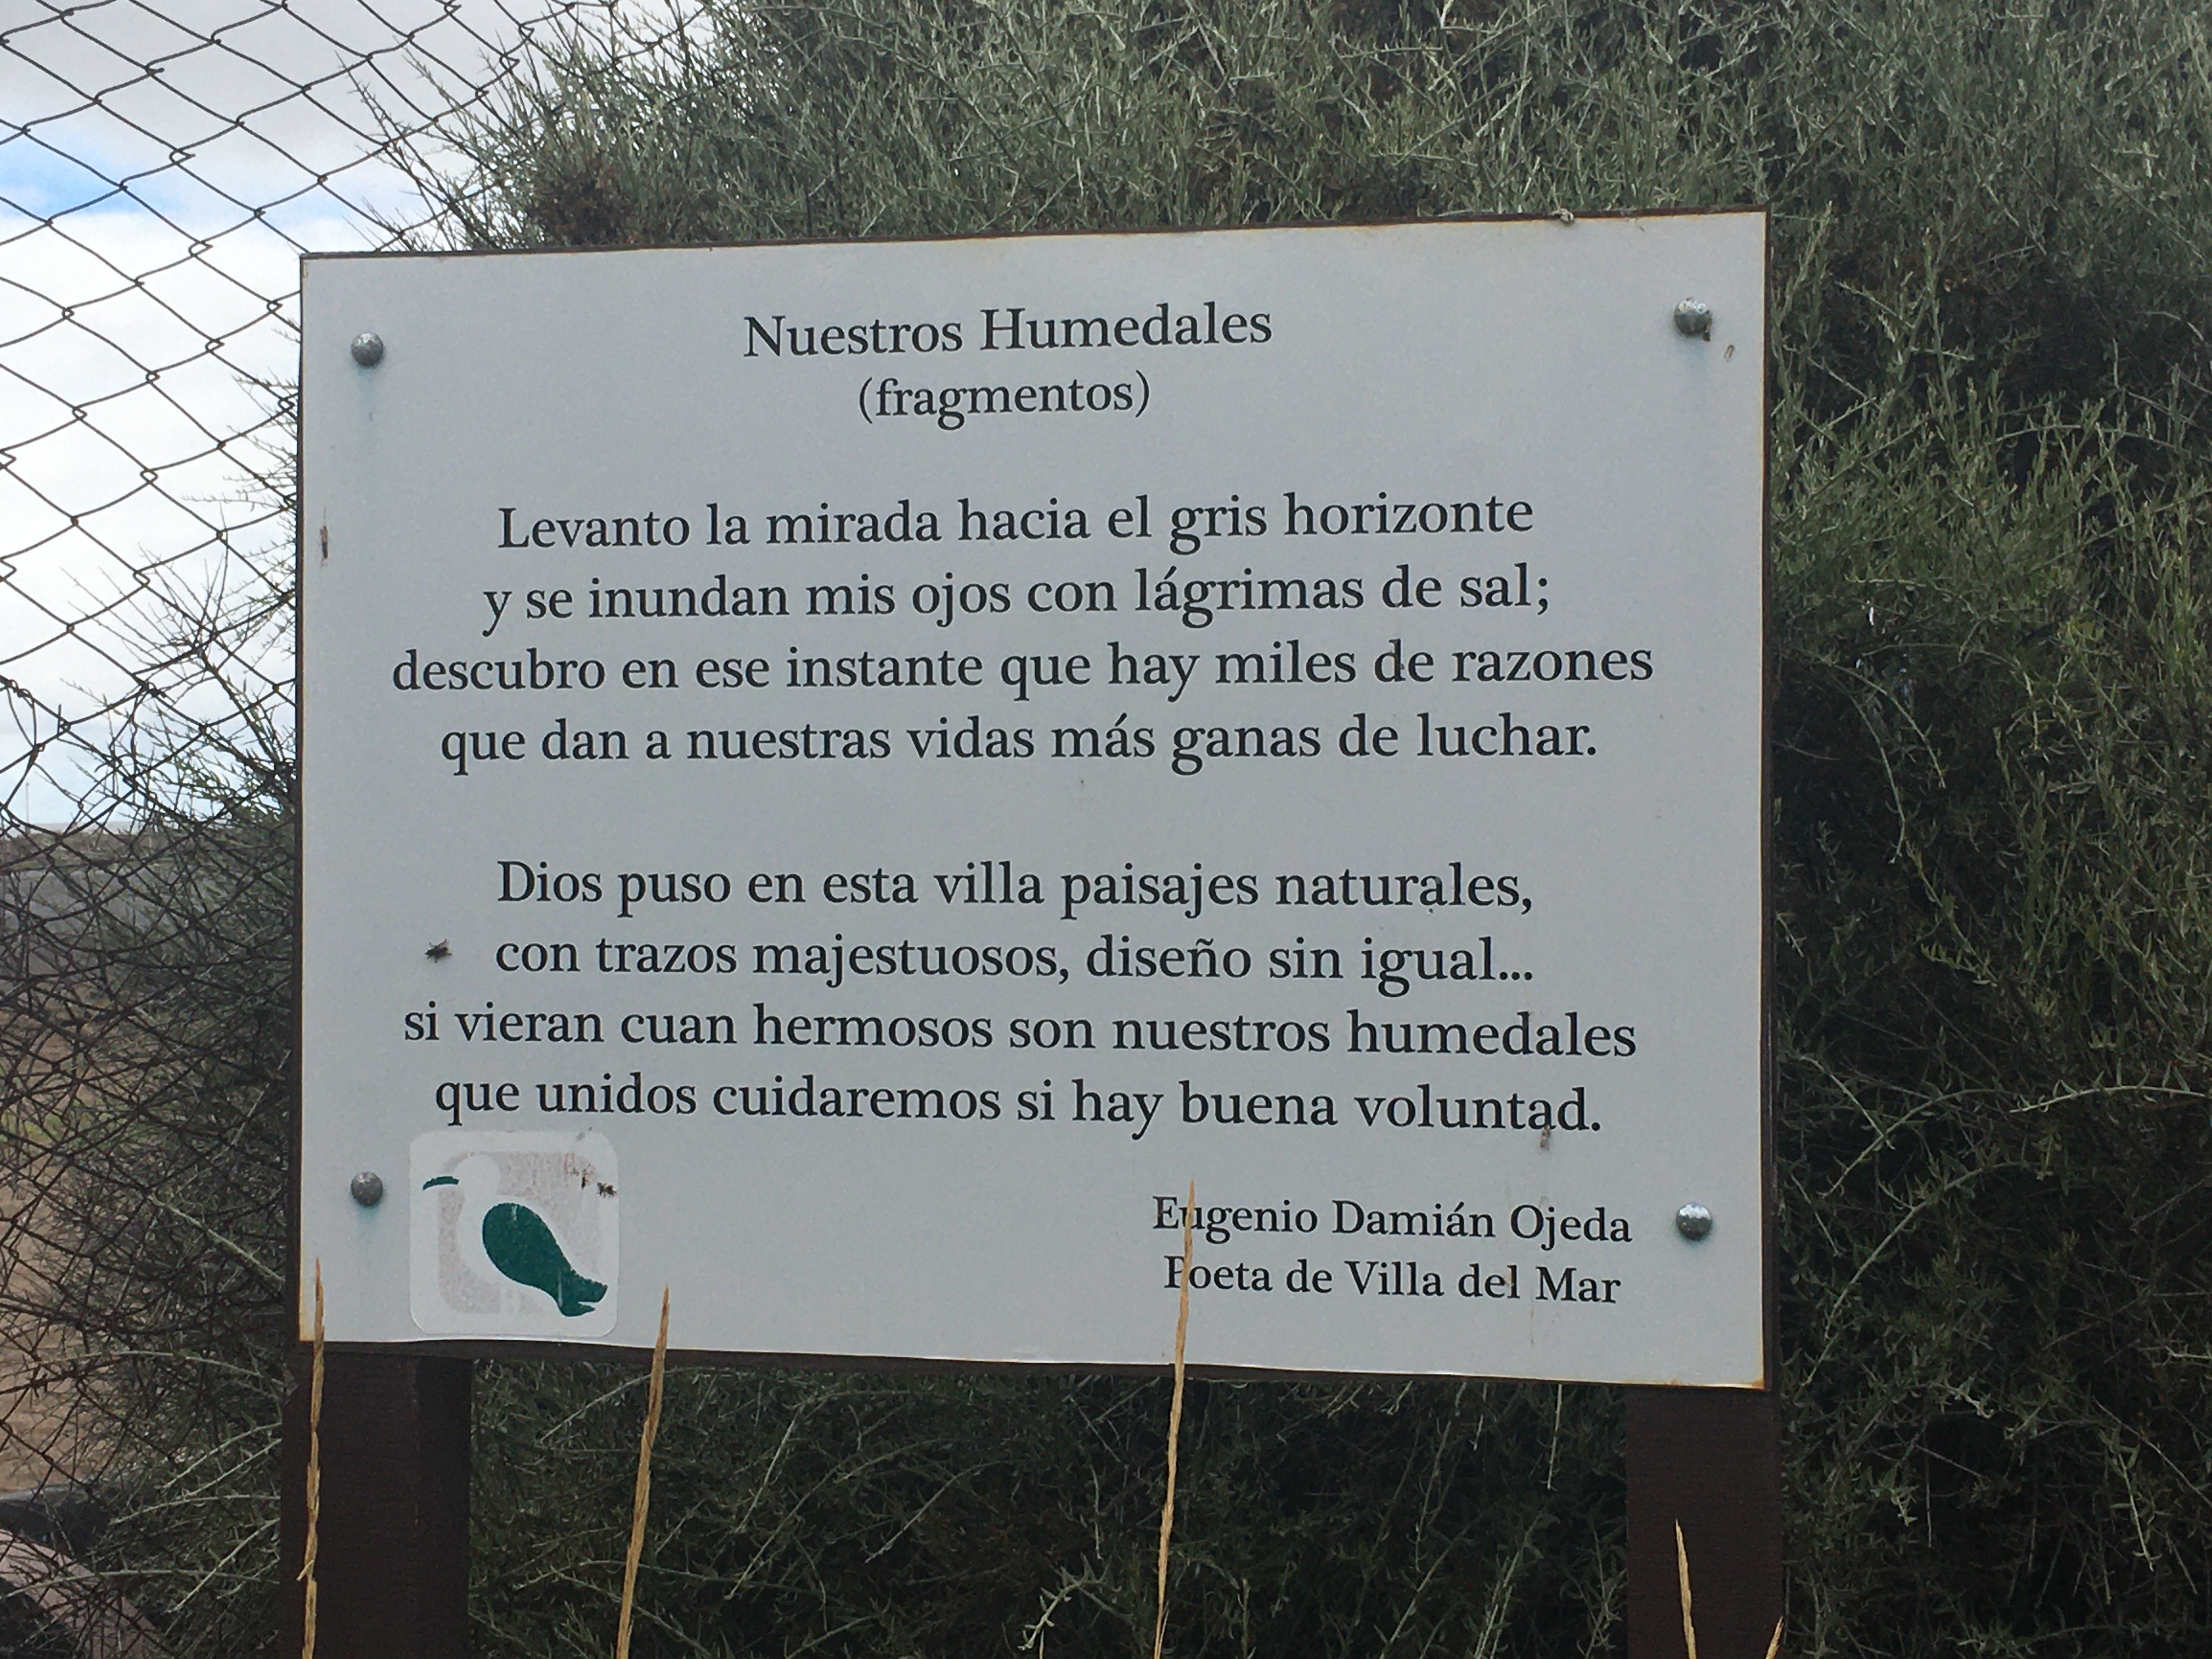 Nuestros Humedales
(fragmentos)
Levanto la mirada hacia el gris horizonte
y se inundan mis ojos con lágrimas de sal;
descubro en ese instante que hay miles de razones
que dan a nuestras vidas más ganas de luchar.
Dios puso en esta villa paisajes naturales,
con trazos majestuosos, diseño sin igual...
si vieran cuan hermosos son nuestros humedales
que unidos cuidaremos si hay buena voluntad.
Eugenio Damián Ojeda
Poeta de Villa del Mar